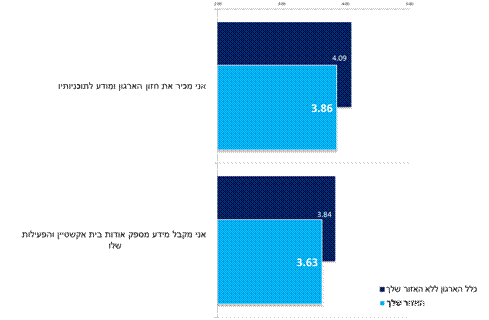 2.00 3.00 4.00 5.00
4.09
אני מכיר את חזון הארגון ומודע לתוכניותיו
3.86
3.84
אני מקבל מידע מספק אודות בית אקשטיין והפעילות
שלו
3.63
כלל הארגון ללא האזור שלך
האזור שלך